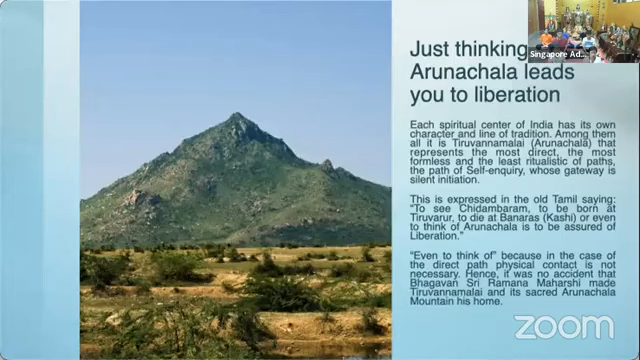 Just thinking
Arunachala leads
you to liberation
Each spiritual center of India has its own
character and line of tradition. Among them
all it is Tiruvannamalai (Arunachala) that
represents the most direct, the most
formless and the least ritualistic of paths,
the path of Self-enquiry, whose gateway is
silent initiation.
This is expressed in the old Tamil saying:
"To see Chidambaram, to be born at
Tiruvarur, to die at Banaras (Kashi) or even
to think of Arunachala is to be assured of
Liberation."
"Even to think of" because in the case of
the direct path physical contact is not
necessary. Hence, it was no accident that
Bhagavan Sri Ramana Maharshi made
Tiruvannamalai and its sacred Arunachala
Mountain his home.
Singapore Ad...
zoom